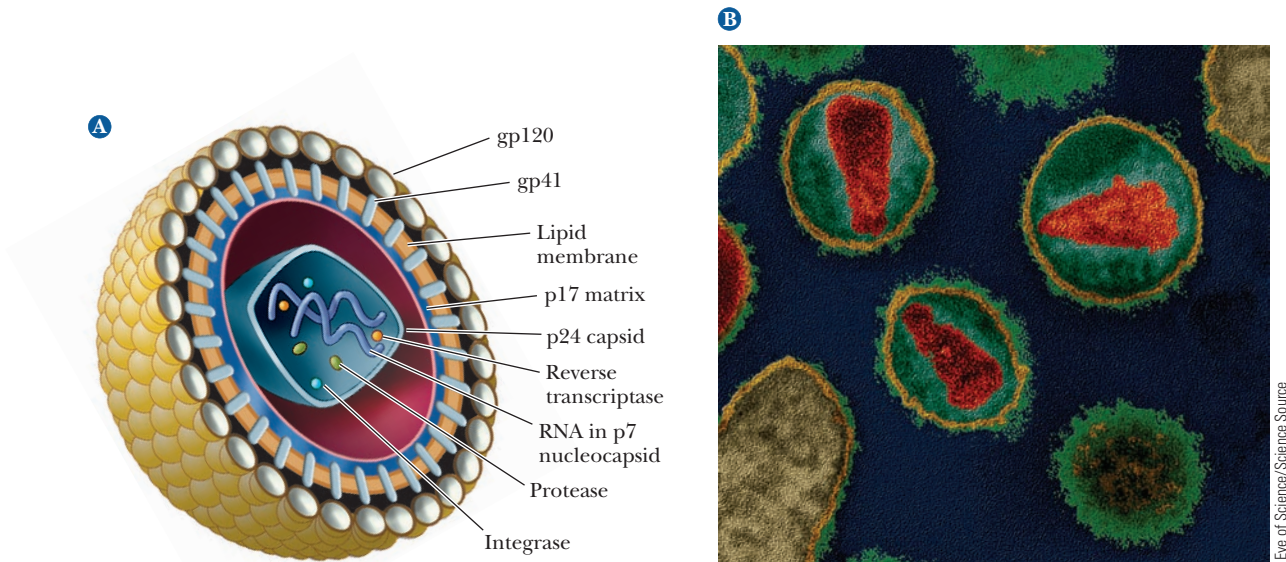 A
gp120
gp41
Lipid
membrane
p17 matrix
p24 capsid
Reverse
transcriptase
RNA in p7
nucleocapsid
Protease
Integrase
B
Eye of Science/Science Source